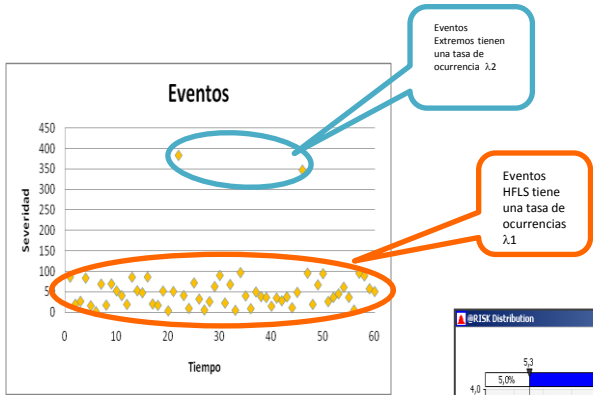 Eventos
Extremos tienen
una tasa de
ocurrencia λ2
Eventos
450
400
350
300
250
200
150
100
50
0
Severidad
0 10 20 30 40 50 60
Tiempo
Eventos
HFLS tiene
una tasa de
ocurrencias
λ1
@RISK Distribution
5,3
5,0%
4,0